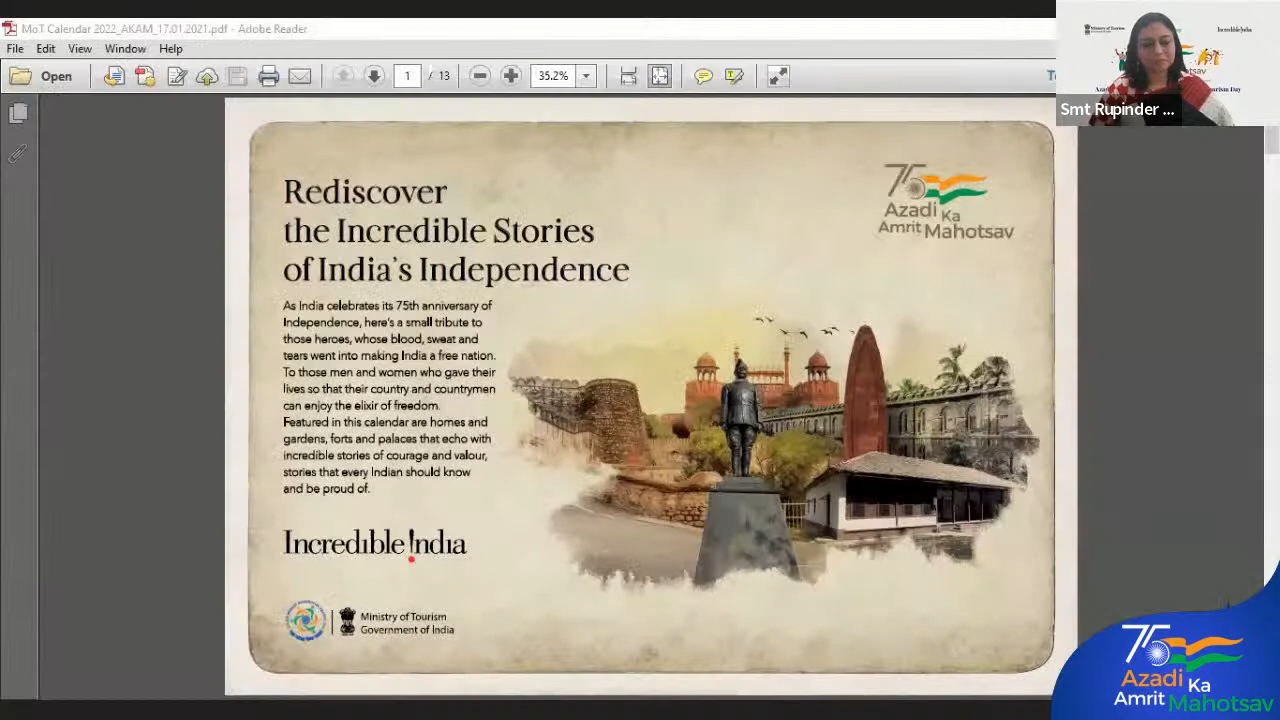 MoT Calendar 2022_AKAM_17.01.2021.pdf - Adobe Reader
File Edit View Window Help
Open 1 / 13 35.2%
Smt Rupinder ...
Rediscover
the Incredible Stories
of India's Independence
75
Azadi Ka
Amrit Mahotsav
As India celebrates its 75th anniversary of
Independence, here's a small tribute to
those heroes, whose blood, sweat and
tears went into making India a free nation.
To those men and women who gave their
lives so that their country and countrymen
can enjoy the elixir of freedom.
Featured in this calendar are homes and
gardens, forts and palaces that echo with
incredible stories of courage and valour,
stories that every Indian should know
and be proud of.
Incredible !ndia
Ministry of Tourism
Government of India
75
Azadi Ka
Amrit Mahotsav